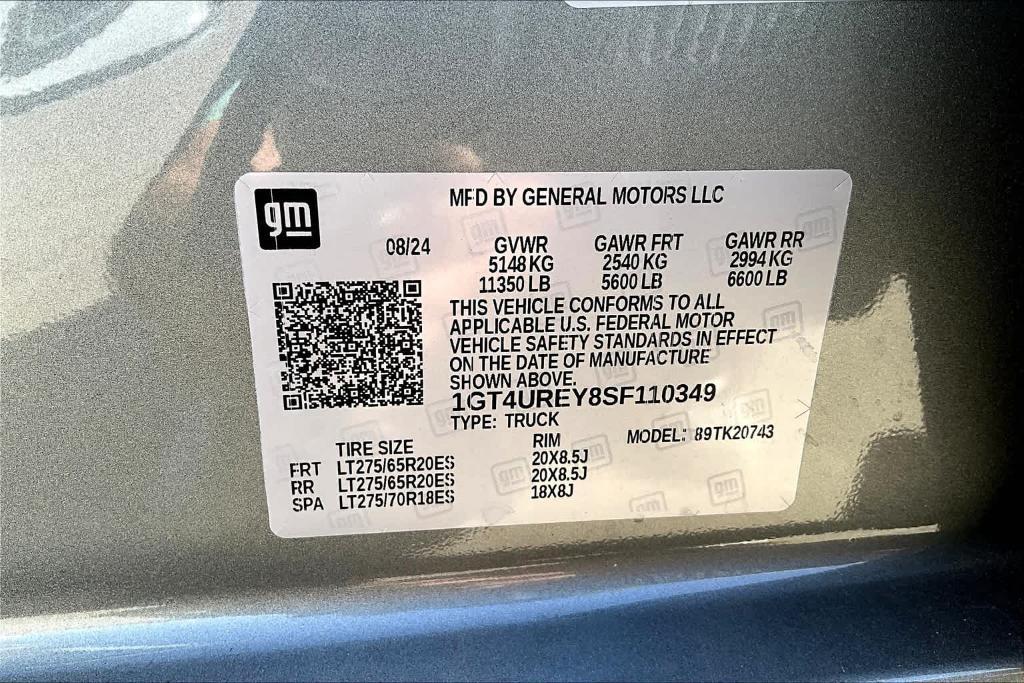 gm
MFD BY GENERAL MOTORS LLC
08/24 GVWR GAWR FRT GAWR RR
5148 KG 2540 KG 2994 KG
11350 LB 5600 LB 6600 LB
THIS VEHICLE CONFORMS TO ALL
APPLICABLE U.S. FEDERAL MOTOR
VEHICLE SAFETY STANDARDS IN EFFECT
ON THE DATE OF MANUFACTURE
SHOWN ABOVE.
1GT4UREY8SF110349
TYPE: TRUCK MODEL: 89TK20743
TIRE SIZE RIM
FRT LT275/65R20ES 20X8.5J
RR LT275/65R20ES 20X8.5J
SPA LT275/70R18ES 18X8J